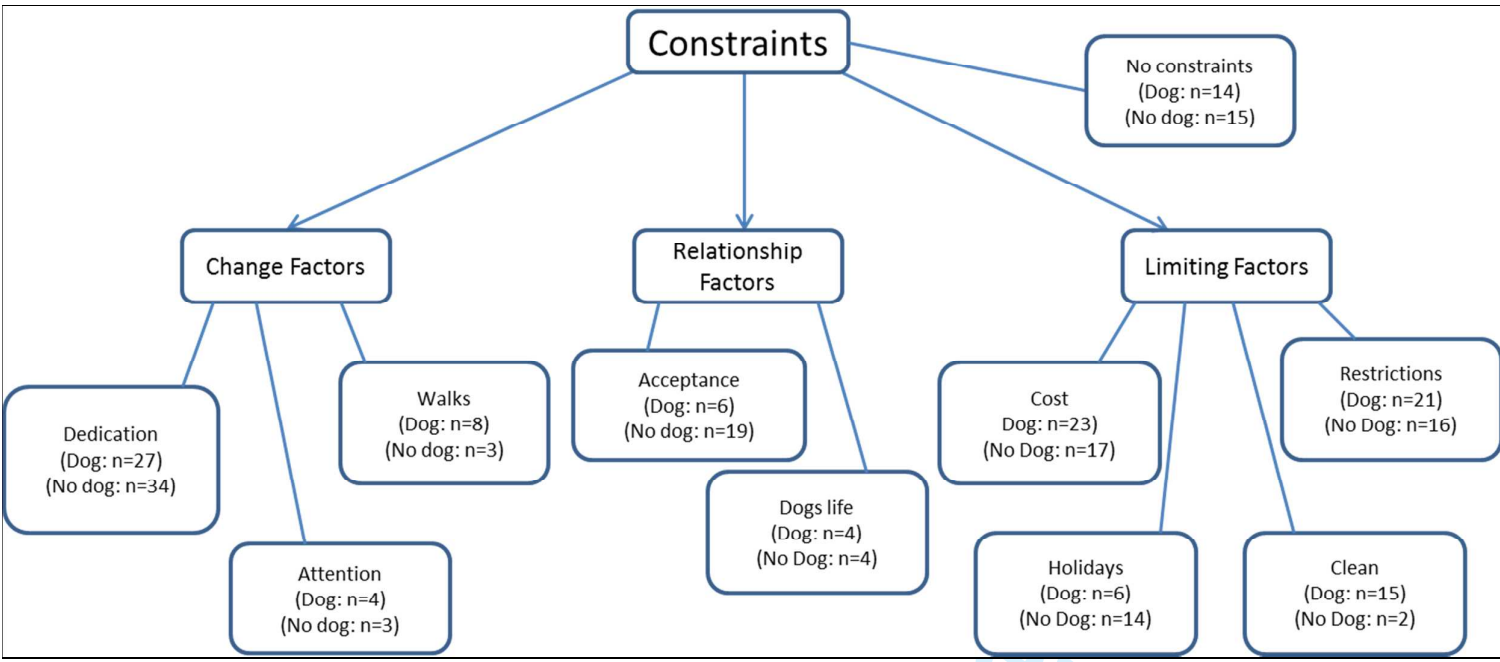 Constraints
No constraints
(Dog: n=14)
(No dog: n=15)
Change Factors
Relationship
Factors
Limiting Factors
Dedication
(Dog: n=27)
(No dog: n=34)
Attention
(Dog: n=4)
(No dog: n=3)
Walks
(Dog: n=8)
(No dog: n=3)
Acceptance
(Dog: n=6)
(No dog: n=19)
Dogs life
(Dog: n=4)
(No Dog: n=4)
Cost
Dog: n=23)
(No Dog: n=17)
Holidays
(Dog: n=6)
(No Dog: n=14)
Clean
(Dog: n=15)
(No Dog: n=2)
Restrictions
(Dog: n=21)
(No Dog: n=16)